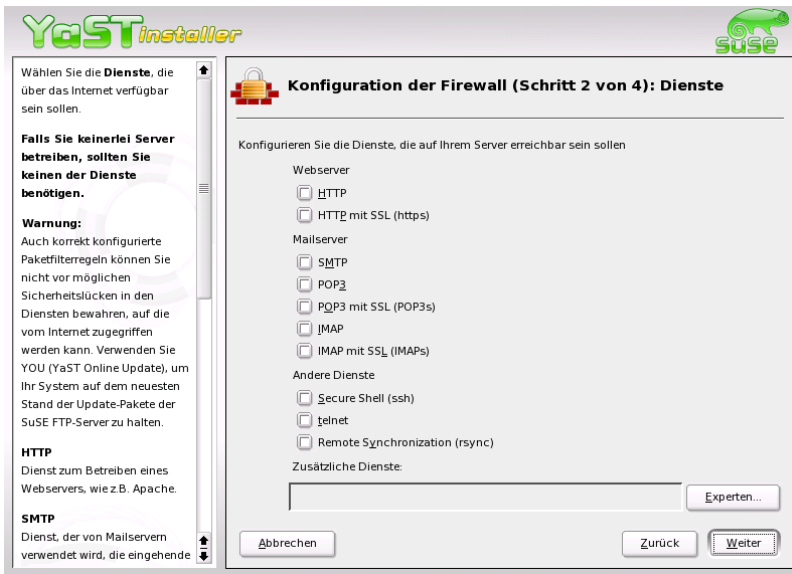 YaST installer
SuSE
Wählen Sie die Dienste, die
über das Internet verfügbar
sein sollen.
Falls Sie keinerlei Server
betreiben, sollten Sie
keinen der Dienste
benötigen.
Warnung:
Auch korrekt konfigurierte
Paketfilterregeln können Sie
nicht vor möglichen
Sicherheitslücken in den
Diensten bewahren, auf die
vom Internet zugegriffen
werden kann. Verwenden Sie
YOU (YaST Online Update), um
Ihr System auf dem neuesten
Stand der Update-Pakete der
SuSE FTP-Server zu halten.
HTTP
Dienst zum Betreiben eines
Webservers, wie z.B. Apache.
SMTP
Dienst, der von Mailservern
verwendet wird, die eingehende
Konfiguration der Firewall (Schritt 2 von 4): Dienste
Konfigurieren Sie die Dienste, die auf Ihrem Server erreichbar sein sollen
Webserver
HTTP
HTTP mit SSL (https)
Mailserver
SMTP
POP3
POP3 mit SSL (POP3s)
IMAP
IMAP mit SSL (IMAPs)
Andere Dienste
Secure Shell (ssh)
telnet
Remote Synchronization (rsync)
Zusätzliche Dienste:
Experten...
Abbrechen
Zurück
Weiter